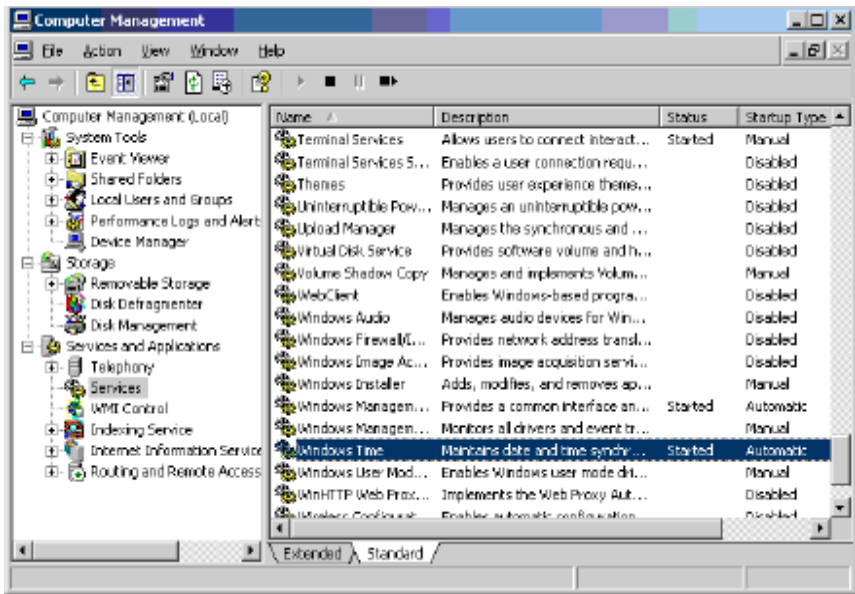 Computer Management
File Action View Window Help
Computer Management (Local)
System Tools
Event Viewer
Shared Folders
Local Users and Groups
Performance Logs and Alert
Device Manager
Storage
Removable Storage
Disk Defragmenter
Disk Management
Services and Applications
Telephony
Services
WMI Control
Indexing Service
Internet Information Service
Routing and Remote Access
Name Description Status Startup Type
Terminal Services Allows users to connect interact... Started Manual
Terminal Services S... Enables a user connection requ... Disabled
Themes Provides user experience theme... Disabled
Uninterruptible Pow... Manages an uninterruptible pow... Disabled
Upload Manager Manages the synchronous and ... Disabled
Virtual Disk Service Provides software volume and h... Disabled
Volume Shadow Copy Manages and implements Volum... Manual
WebClient Enables Windows-based progra... Disabled
Windows Audio Manages audio devices for Win... Disabled
Windows Firewall/I... Provides network address transl... Disabled
Windows Image Ac... Provides image acquisition servi... Disabled
Windows Installer Adds, modifies, and removes ap... Manual
Windows Managem... Provides a common interface an... Started Automatic
Windows Managem... Monitors all drivers and event tr... Manual
Windows Time Maintains date and time synchr... Started Automatic
Windows User Mod... Enables Windows user mode dri... Manual
WinHTTP Web Prox... Implements the Web Proxy Aut... Disabled
Wireless Configurat... Enables automatic configuration Disabled
Extended Standard